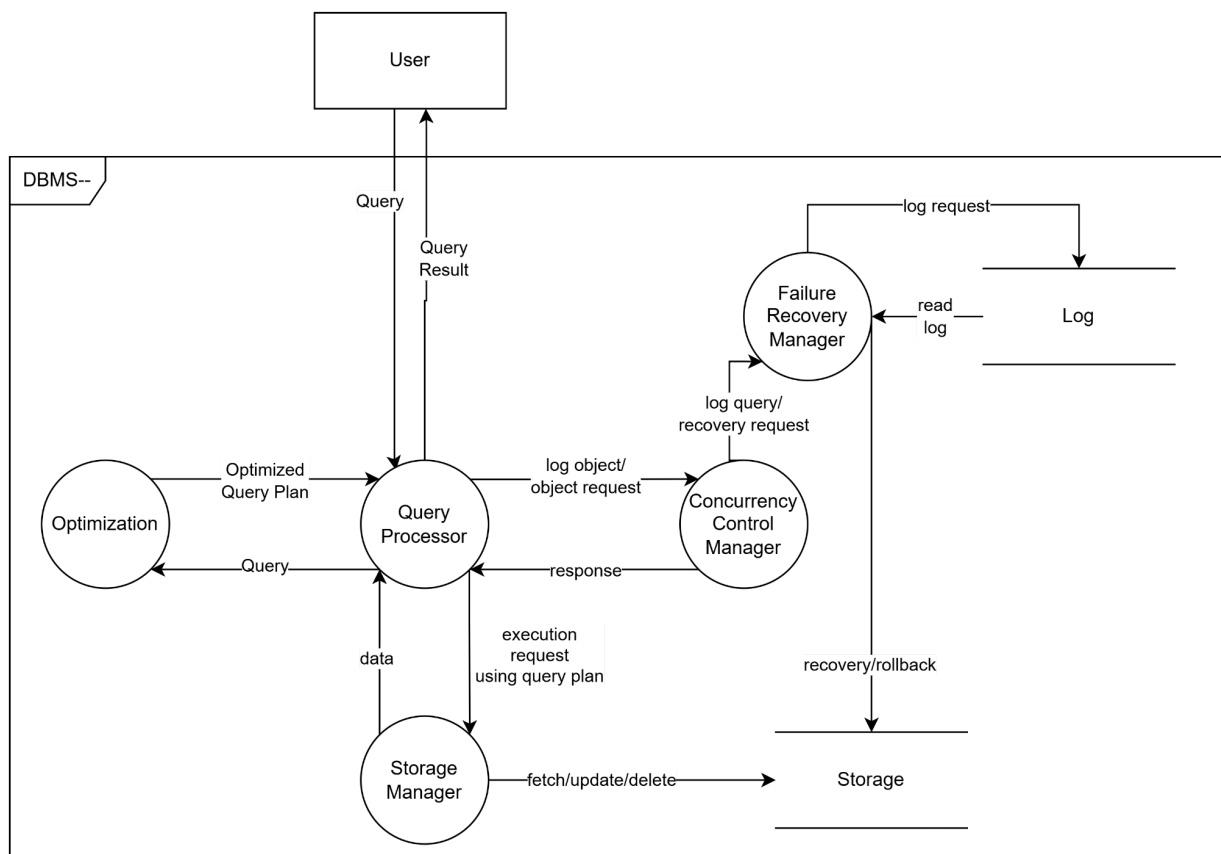 User
DBMS--
Query
Query
Result
log request
Failure
Recovery
Manager
read
log
Log
log query/
recovery request
Optimized
Query Plan
log object/
object request
Optimization
Query
Processor
Concurrency
Control
Manager
Query
response
execution
request
using query plan
data
recovery/rollback
Storage
Manager
fetch/update/delete
Storage